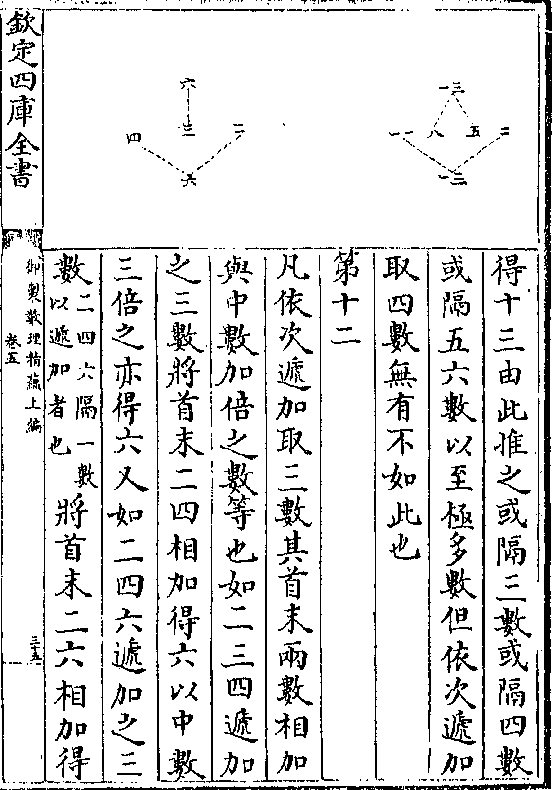 得十三由此推之或隔三數或隔四數
或隔五六數以至極多數但依次遞加
取四數無有不如此也
第十二
凡依次遞加取三數其首末兩數相加
與中數加倍之數等也如二三四遞加
之三數將首末二四相加得六以中數
三倍之亦得六又如二四六遞加之三
數二四六隔一數以遞加者也將首末二六相加得
一三
二
五
八
一一
一三
六
二
三
四
六
欽定四庫全書
御製數理精蘊上編
卷五
三十五